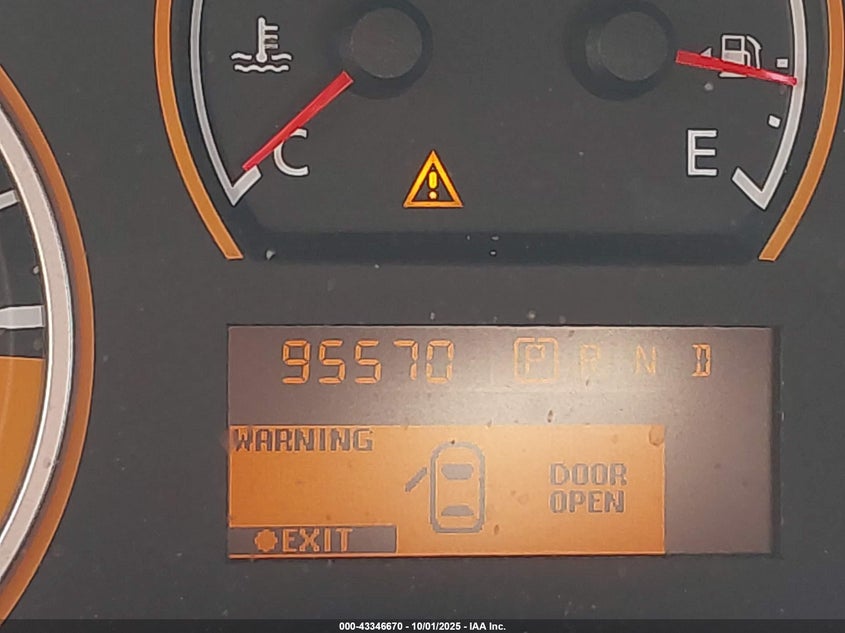 C
E
95570 P R N D
WARNING
DOOR
OPEN
EXIT
000-43346670 - 10/01/2025 - IAA Inc.